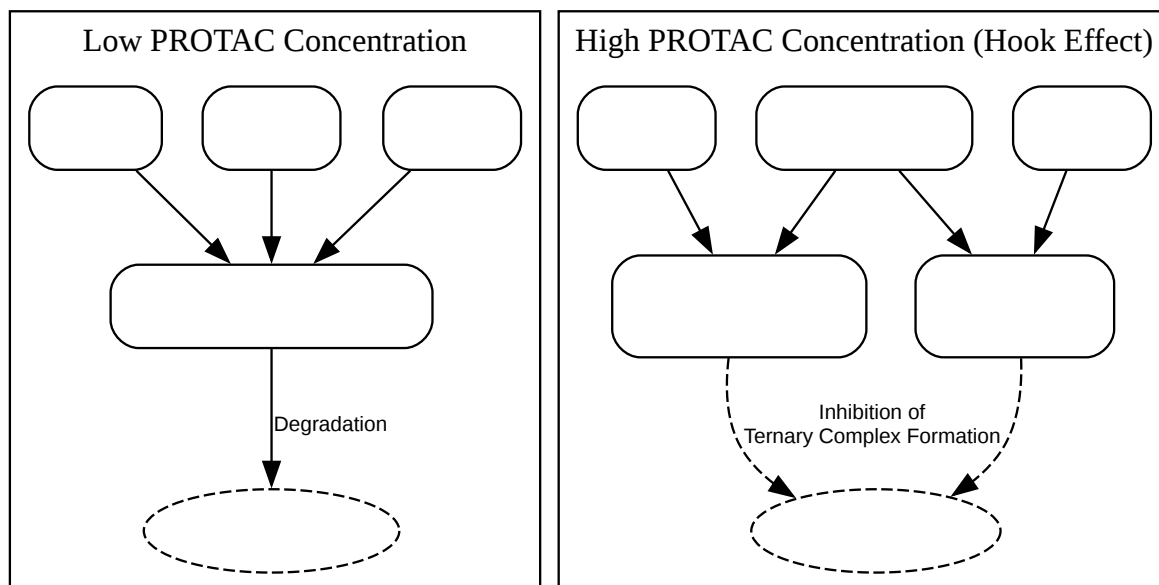 Low PROTAC Concentration
Degradation
High PROTAC Concentration (Hook Effect)
Inhibition of
Ternary Complex Formation